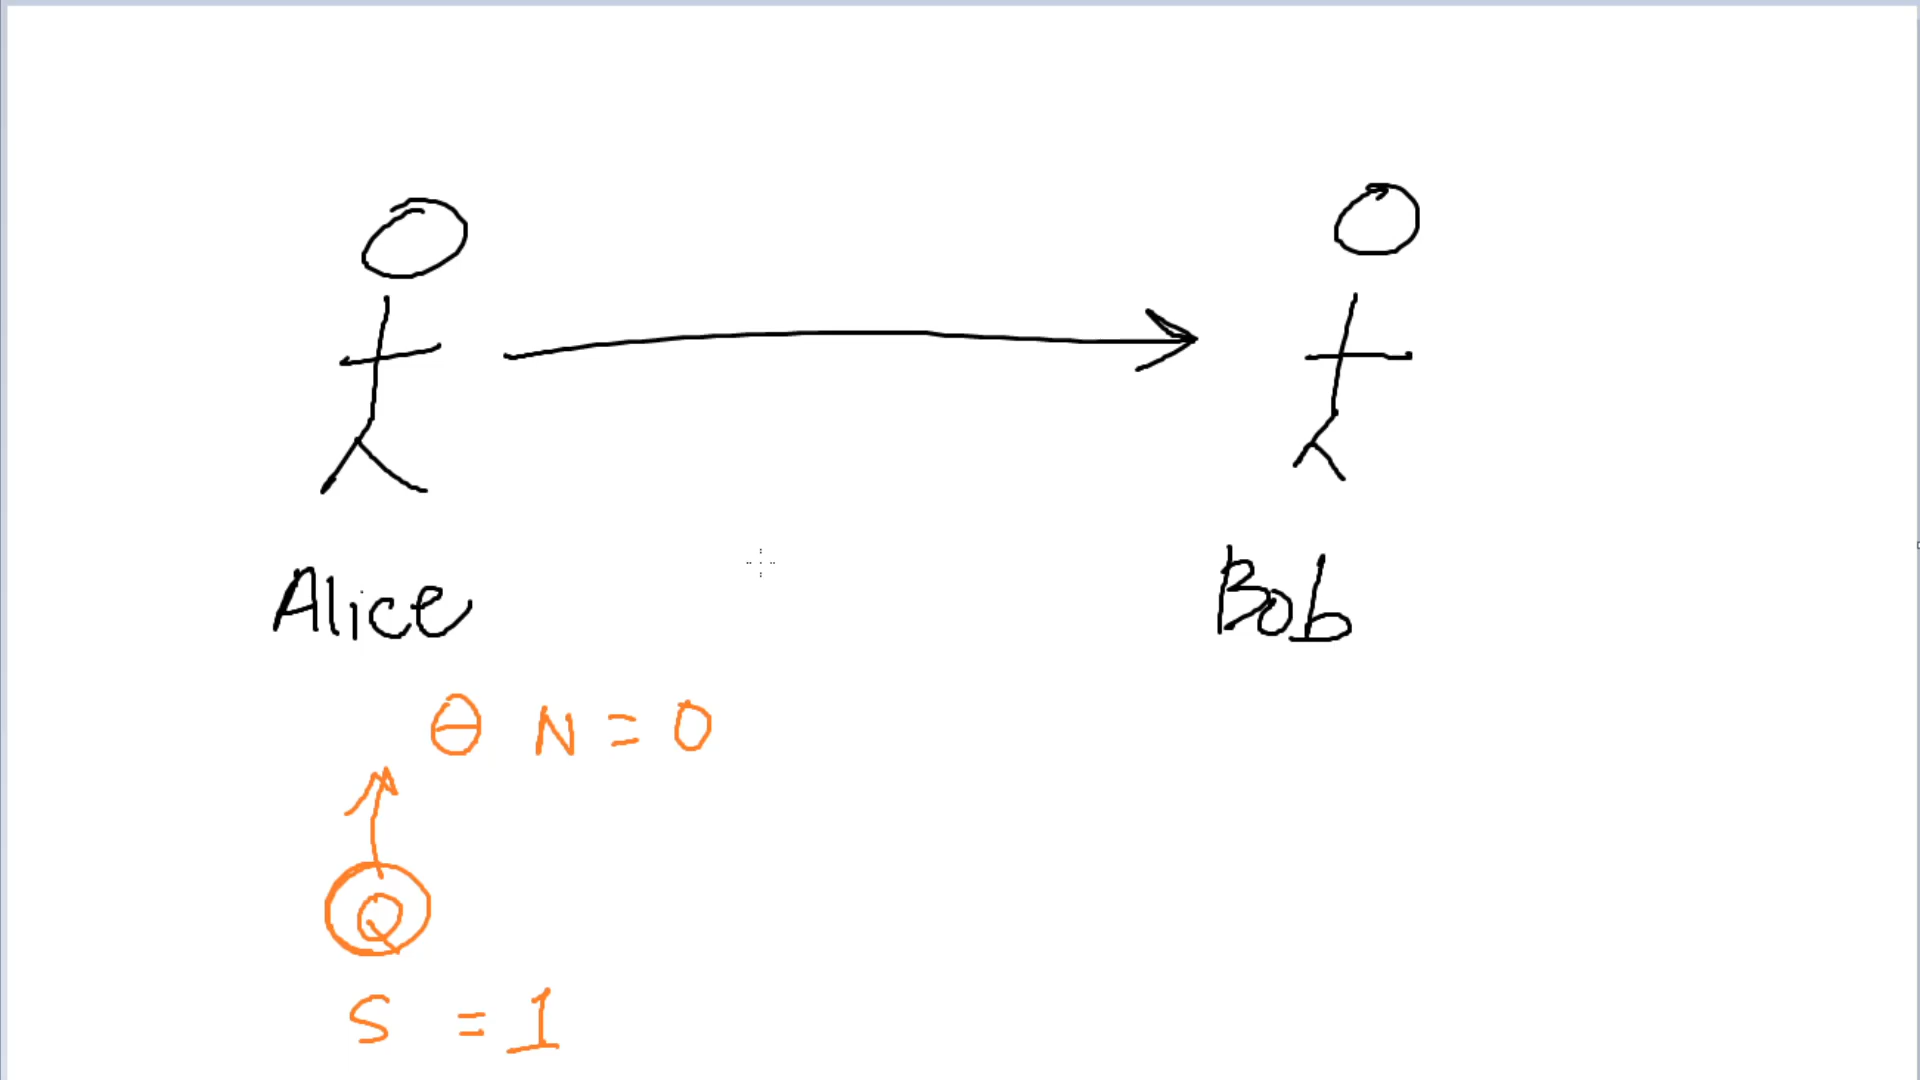 Alice
Bob
θ N = 0
Q
S = 1